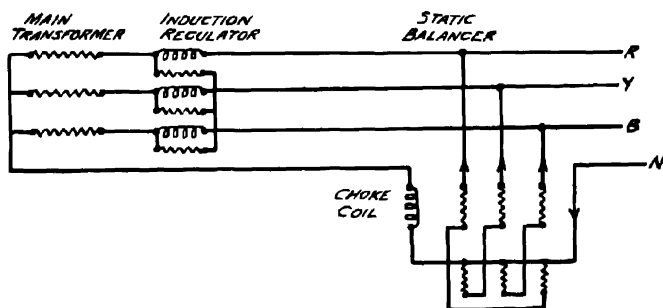 MAIN
TRANSFORMER
INDUCTION
REGULATOR
STATIC
BALANCER
R
Y
B
N
CHOKE
COIL